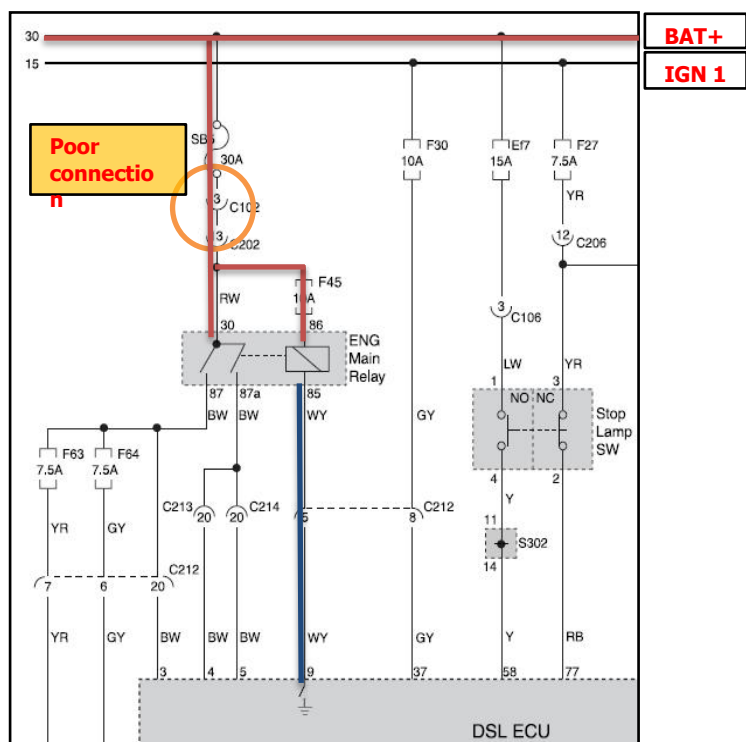 30
BAT+
15
IGN 1
Poor
connectio
n
SB5
30A
F30
10A
Ef7
15A
F27
7.5A
YR
3
C102
13
C202
12
C206
F45
10A
RW
30
86
3
C106
ENG
Main
Relay
LW
YR
87
87a
85
1
3
BW
BW
WY
GY
NO
NC
Stop
Lamp
SW
F63
7.5A
F64
7.5A
4
2
C213
20
20
C214
5
8
C212
Y
11
S302
14
YR
GY
C212
7
6
20
YR
GY
BW
BW
BW
WY
GY
Y
RB
3
4
5
9
37
58
77
DSL ECU